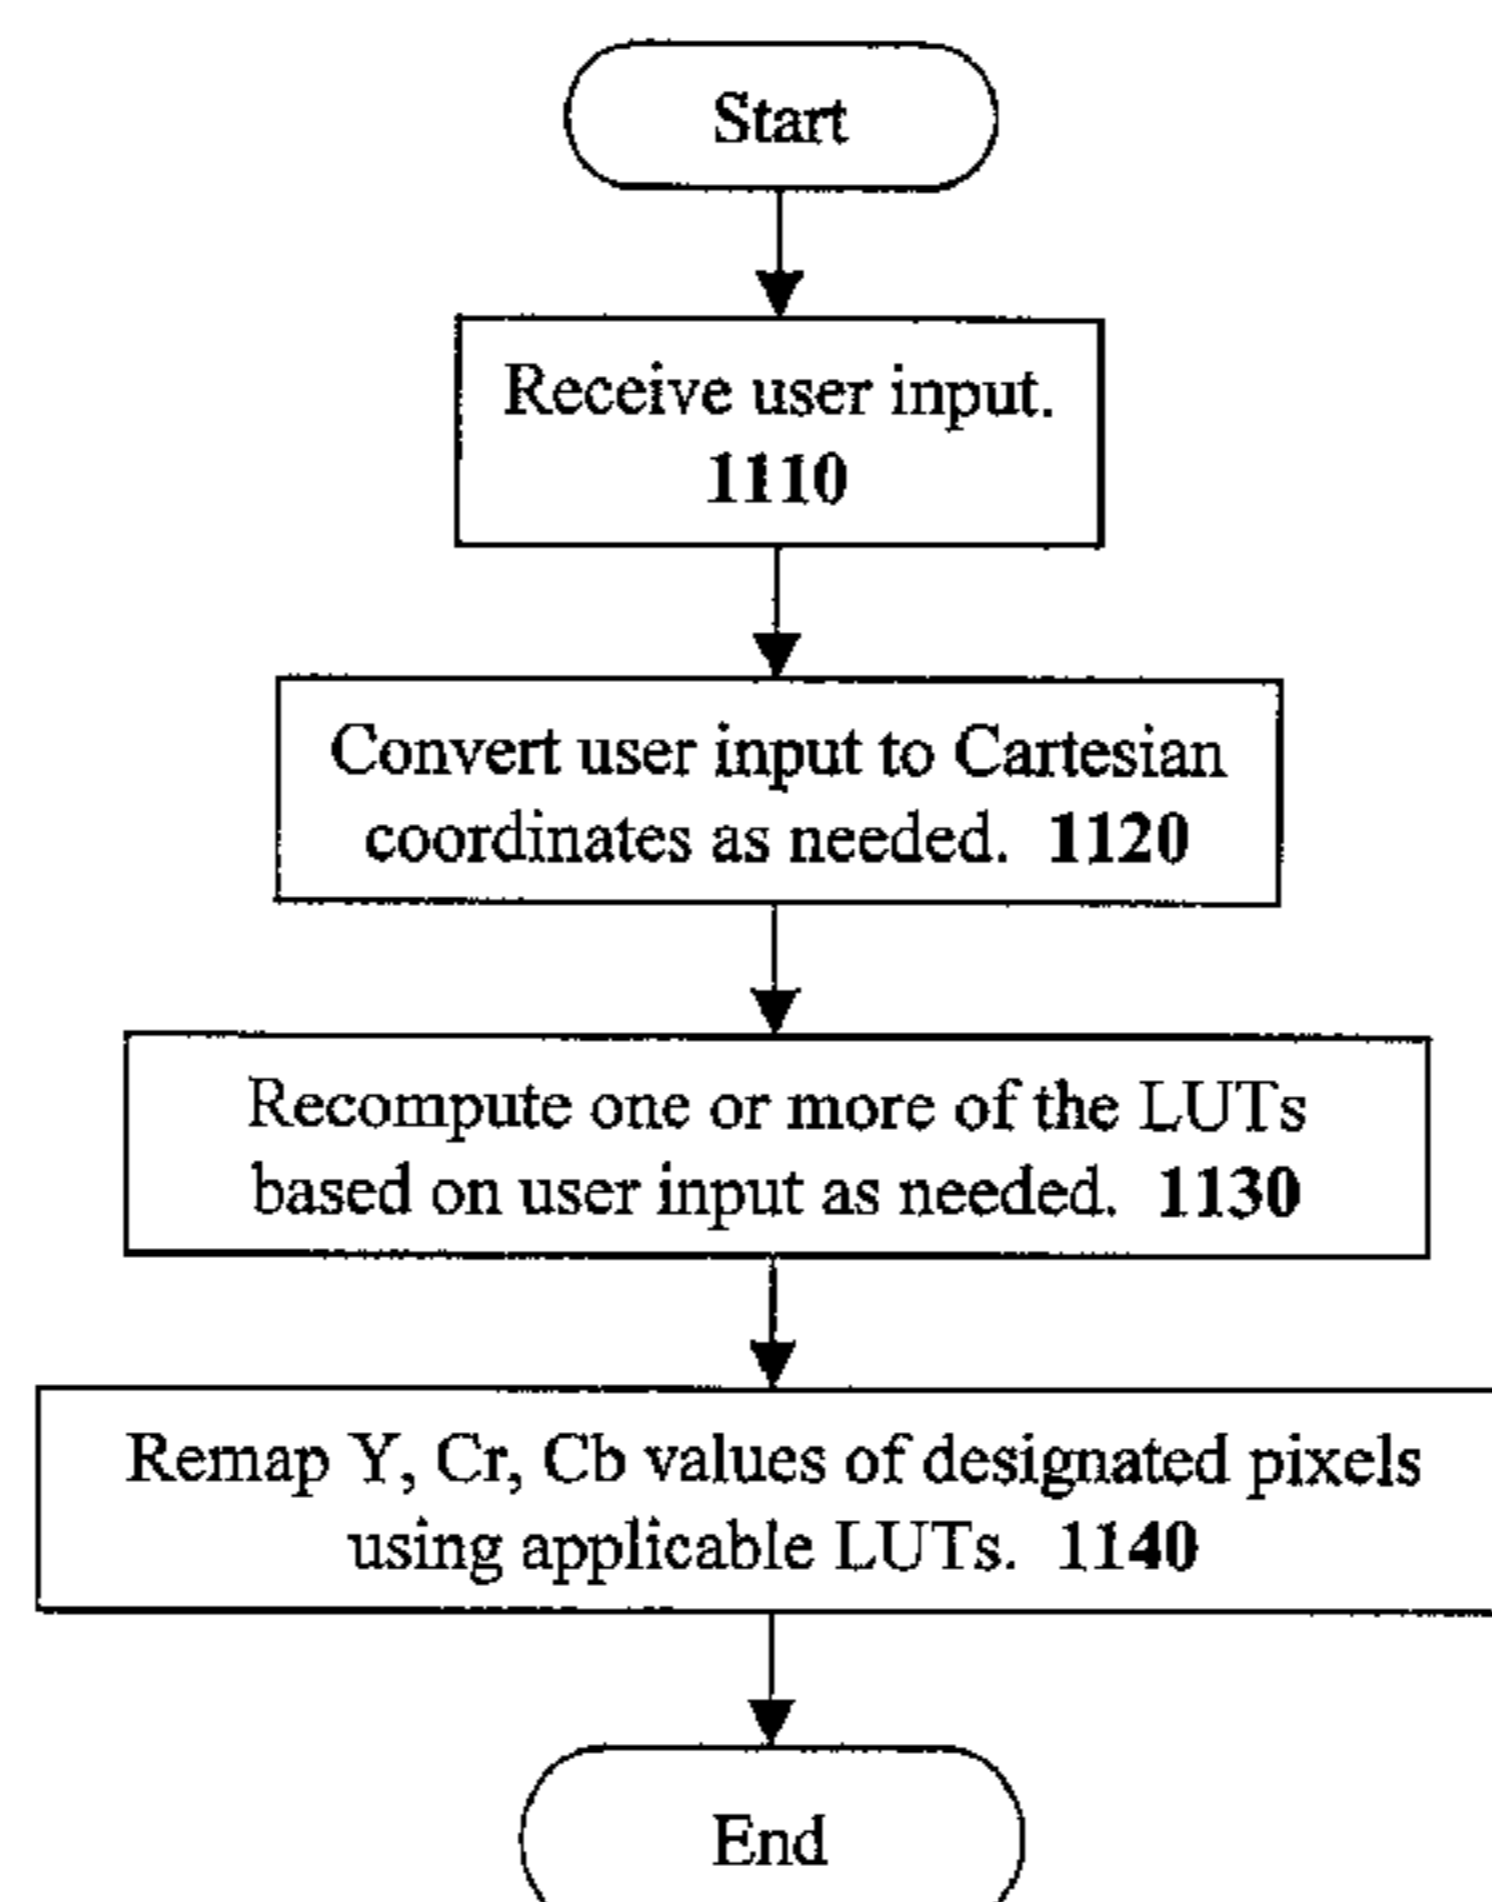 Start
Receive user input.
1110
Convert user input to Cartesian
coordinates as needed. 1120
Recompute one or more of the LUTs
based on user input as needed. 1130
Remap Y, Cr, Cb values of designated pixels
using applicable LUTs. 1140
End